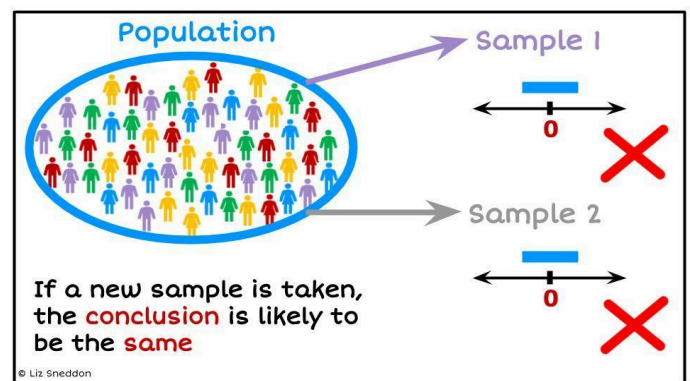 Population
Sample 1
0
Sample 2
0
If a new sample is taken,
the conclusion is likely to
be the same
© Liz Sneddon